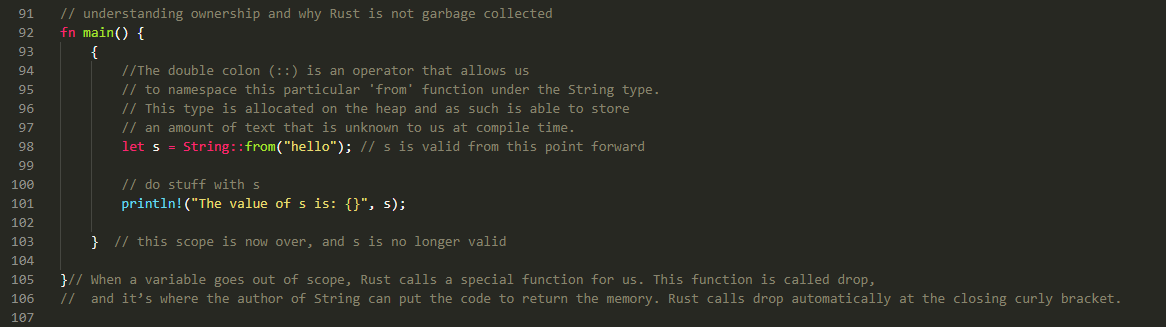 91 // understanding ownership and why Rust is not garbage collected
92 fn main() {
93 {
94 //The double colon (::) is an operator that allows us
95 // to namespace this particular 'from' function under the String type.
96 // This type is allocated on the heap and as such is able to store
97 // an amount of text that is unknown to us at compile time.
98 let s = String::from("hello"); // s is valid from this point forward
99
100 // do stuff with s
101 println!("The value of s is: {}", s);
102
103 } // this scope is now over, and s is no longer valid
104
105 }// When a variable goes out of scope, Rust calls a special function for us. This function is called drop,
106 //  and it’s where the author of String can put the code to return the memory. Rust calls drop automatically at the closing curly bracket.
107